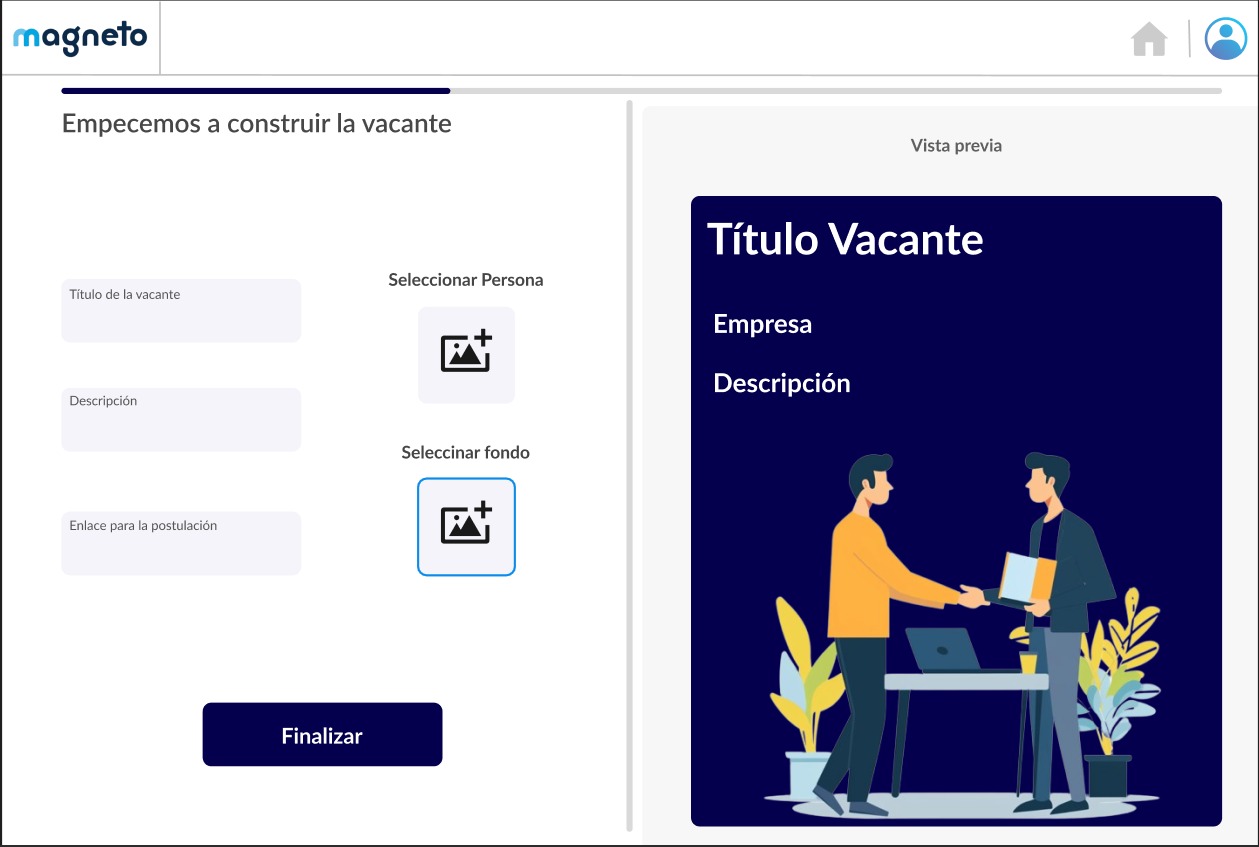 magneto
Empecemos a construir la vacante
Título de la vacante
Descripción
Enlace para la postulación
Seleccionar Persona
Seleccinar fondo
Finalizar
Vista previa
Título Vacante
Empresa
Descripción